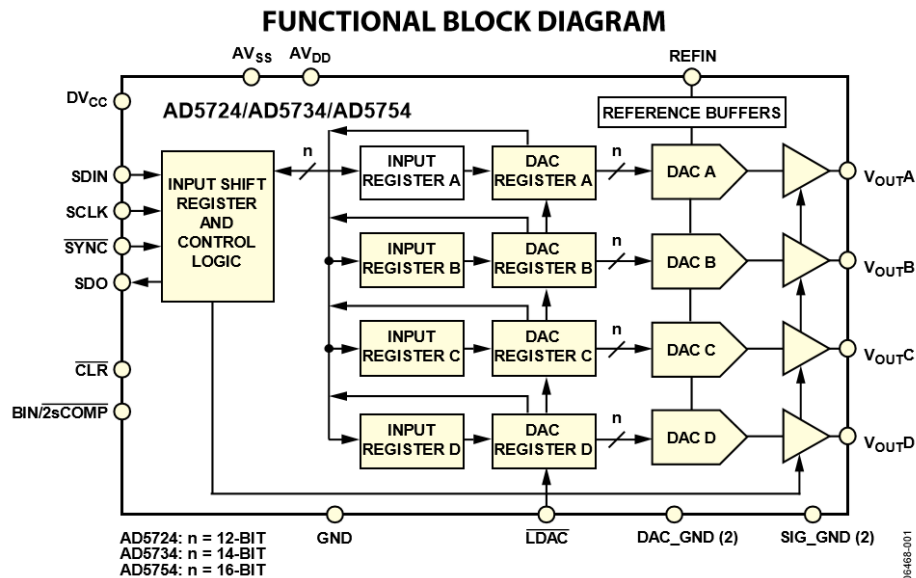 FUNCTIONAL BLOCK DIAGRAM
AVSS
AVDD
REFIN
DVCC
AD5724/AD5734/AD5754
REFERENCE BUFFERS
SDIN
SCLK
SYNC
SDO
INPUT SHIFT
REGISTER
AND
CONTROL
LOGIC
n
INPUT
REGISTER A
DAC
REGISTER A
n
DAC A
VOUTA
INPUT
REGISTER B
DAC
REGISTER B
n
DAC B
VOUTB
INPUT
REGISTER C
DAC
REGISTER C
n
DAC C
VOUTC
INPUT
REGISTER D
DAC
REGISTER D
n
DAC D
VOUTD
CLR
BIN/2sCOMP
AD5724: n = 12-BIT
AD5734: n = 14-BIT
AD5754: n = 16-BIT
GND
LDAC
DAC_GND (2)
SIG_GND (2)
06468-001